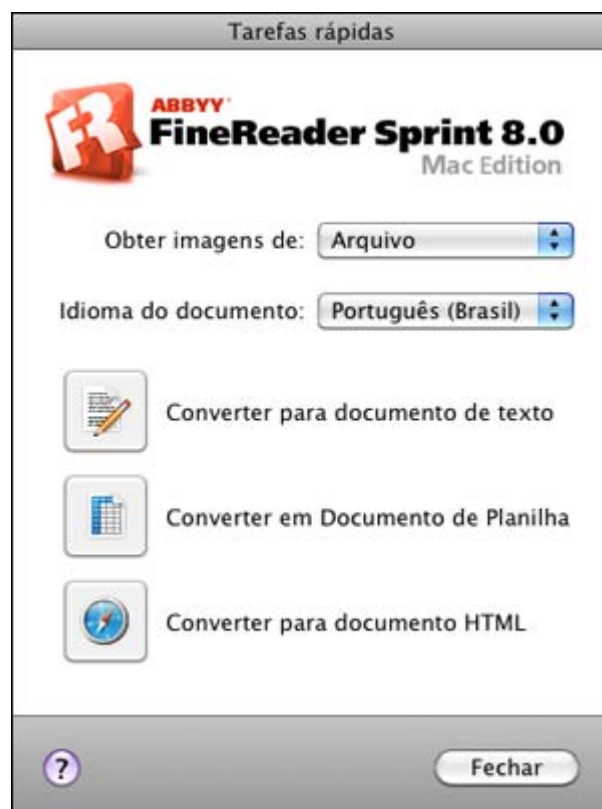 Tarefas rápidas
FR
ABBYY
FineReader Sprint 8.0
Mac Edition
Obter imagens de: Arquivo
Idioma do documento: Português (Brasil)
Converter para documento de texto
Converter em Documento de Planilha
Converter para documento HTML
? Fechar